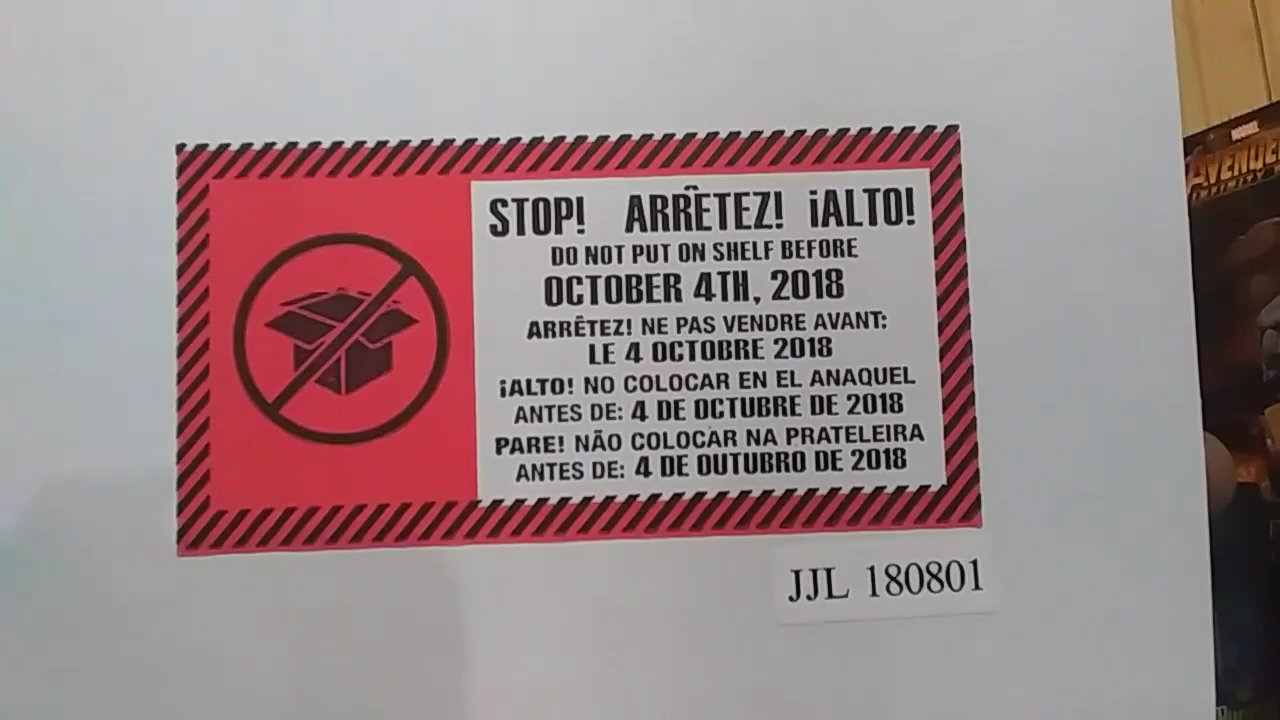 STOP! ARRÊTEZ! ¡ALTO!
DO NOT PUT ON SHELF BEFORE
OCTOBER 4TH, 2018
ARRÊTEZ! NE PAS VENDRE AVANT:
LE 4 OCTOBRE 2018
¡ALTO! NO COLOCAR EN EL ANAQUEL
ANTES DE: 4 DE OCTUBRE DE 2018
PARE! NÃO COLOCAR NA PRATELEIRA
ANTES DE: 4 DE OUTUBRO DE 2018
JJL 180801
MARVEL